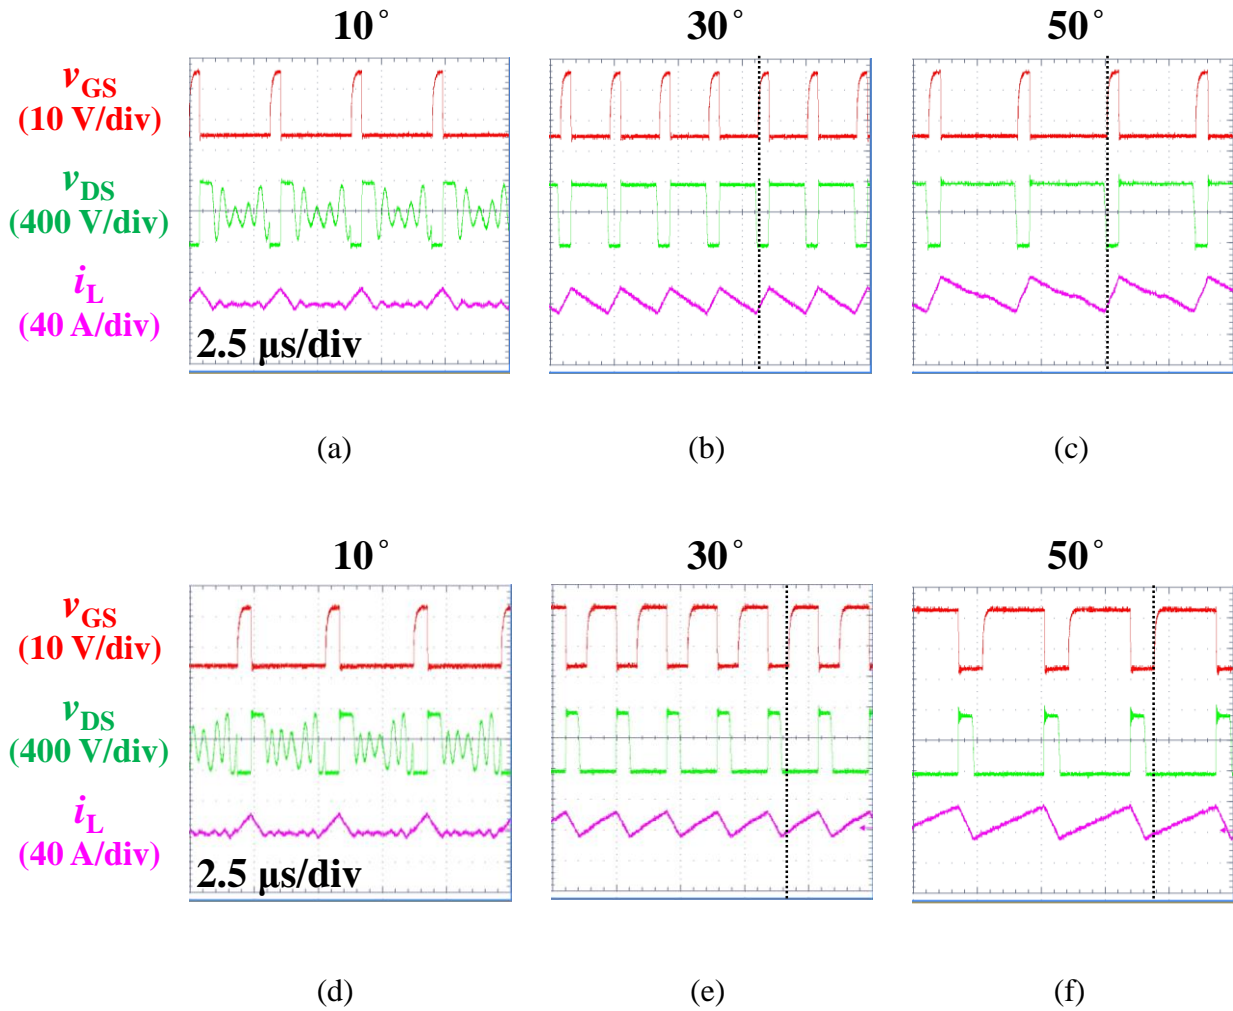 10° 30° 50°
vGS
(10 V/div)
vDS
(400 V/div)
iL
(40 A/div)
2.5 μs/div
(a) (b) (c)
10° 30° 50°
vGS
(10 V/div)
vDS
(400 V/div)
iL
(40 A/div)
2.5 μs/div
(d) (e) (f)